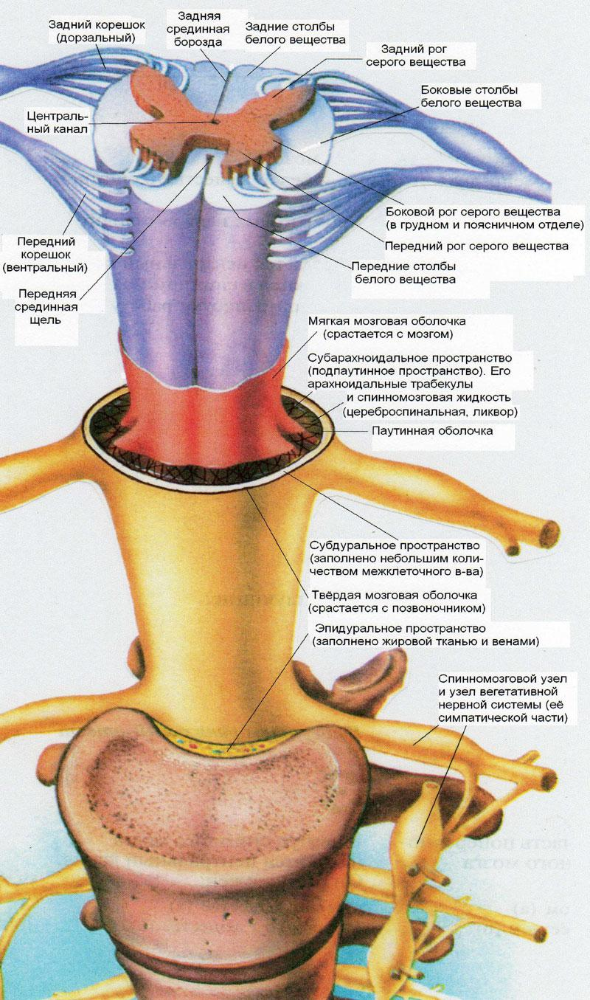 Задний корешок
(дорзальный)
Задняя
срединная
борозда
Задние столбы
белого вещества
Задний рог
серого вещества
Боковые столбы
белого вещества
Централь-
ный канал
Боковой рог серого вещества
(в грудном и поясничном отделе)
Передний
корешок
(вентральный)
Передний рог серого вещества
Передние столбы
белого вещества
Передняя
срединная
щель
Мягкая мозговая оболочка
(срастается с мозгом)
Субарахноидальное пространство
(подпаутинное пространство). Его
арахноидальные трабекулы
и спинномозговая жидкость
(цереброспинальная, ликвор)
Паутинная оболочка
Субдуральное пространство
(заполнено небольшим коли-
чеством межклеточного в-ва)
Твёрдая мозговая оболочка
(срастается с позвоночником)
Эпидуральное пространство
(заполнено жировой тканью и венами)
Спинномозговой узел
и узел вегетативной
нервной системы (её
симпатической части)